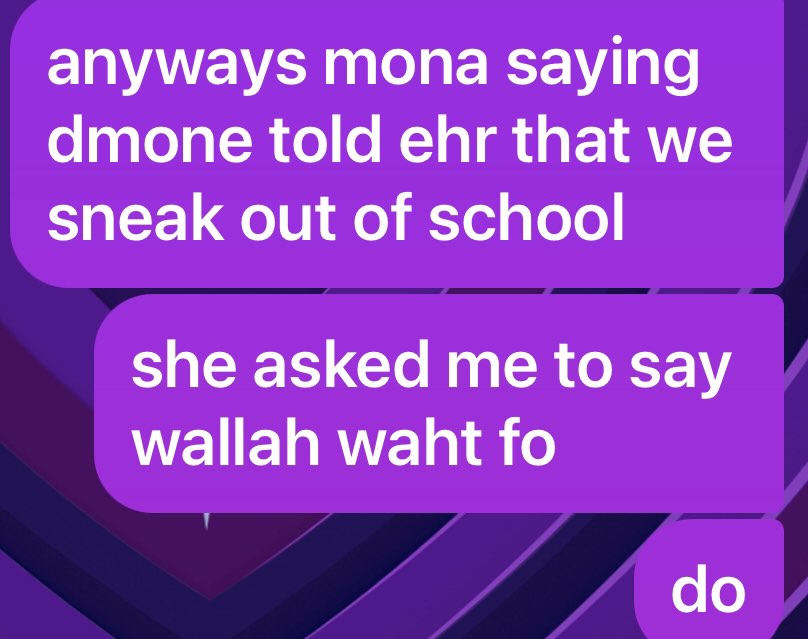 anyways mona saying
dmone told ehr that we
sneak out of school
she asked me to say
wallah waht fo
do